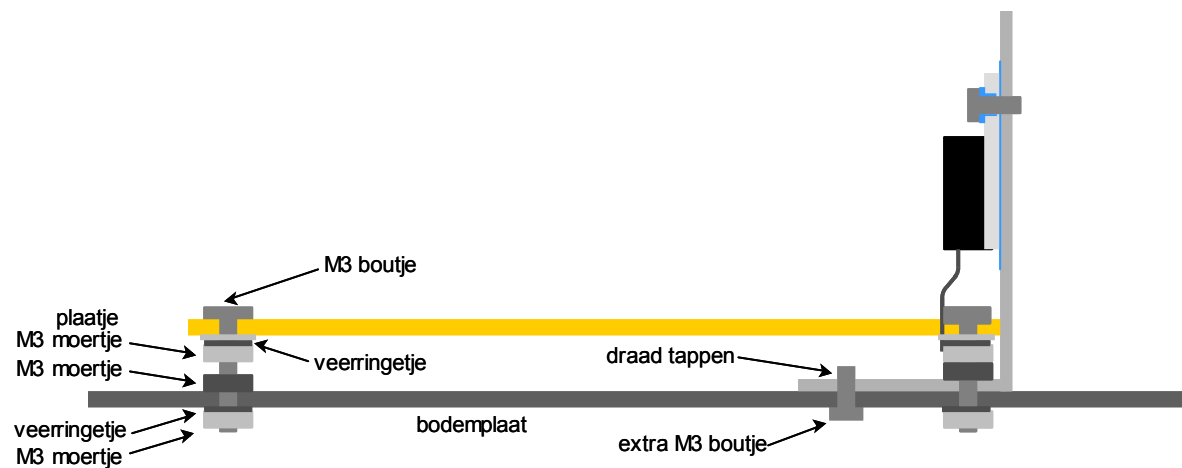 M3 boutje
plaatje
M3 moertje
veerringetje
M3 moertje
draad tappen
veerringetje
bodemplaat
extra M3 boutje
M3 moertje